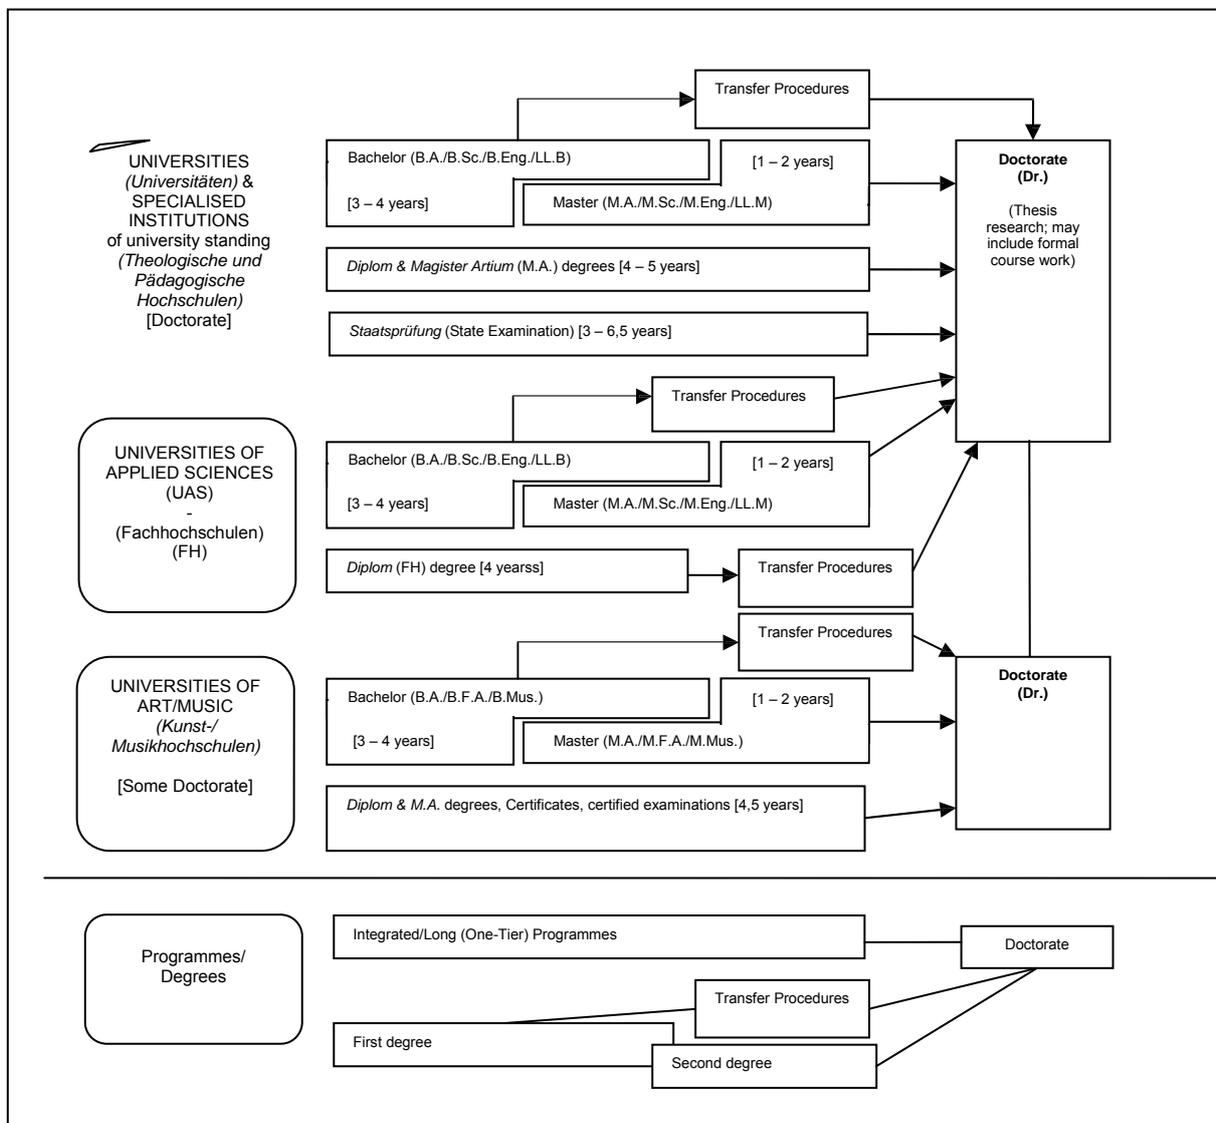 Transfer Procedures
UNIVERSITIES
(Universitäten) &
SPECIALISED
INSTITUTIONS
of university standing
(Theologische und
Pädagogische
Hochschulen)
[Doctorate]
Bachelor (B.A./B.Sc./B.Eng./LL.B)
[1 – 2 years]
[3 – 4 years]
Master (M.A./M.Sc./M.Eng./LL.M)
Diplom & Magister Artium (M.A.) degrees [4 – 5 years]
Staatsprüfung (State Examination) [3 – 6,5 years]
Doctorate
(Dr.)
(Thesis
research; may
include formal
course work)
Transfer Procedures
UNIVERSITIES OF
APPLIED SCIENCES
(UAS)
-
(Fachhochschulen)
(FH)
Bachelor (B.A./B.Sc./B.Eng./LL.B)
[1 – 2 years]
[3 – 4 years]
Master (M.A./M.Sc./M.Eng./LL.M)
Diplom (FH) degree [4 yearss]
Transfer Procedures
Transfer Procedures
UNIVERSITIES OF
ART/MUSIC
(Kunst-/
Musikhochschulen)
[Some Doctorate]
Bachelor (B.A./B.F.A./B.Mus.)
[1 – 2 years]
[3 – 4 years]
Master (M.A./M.F.A./M.Mus.)
Diplom & M.A. degrees, Certificates, certified examinations [4,5 years]
Doctorate
(Dr.)
Programmes/
Degrees
Integrated/Long (One-Tier) Programmes
Doctorate
Transfer Procedures
First degree
Second degree